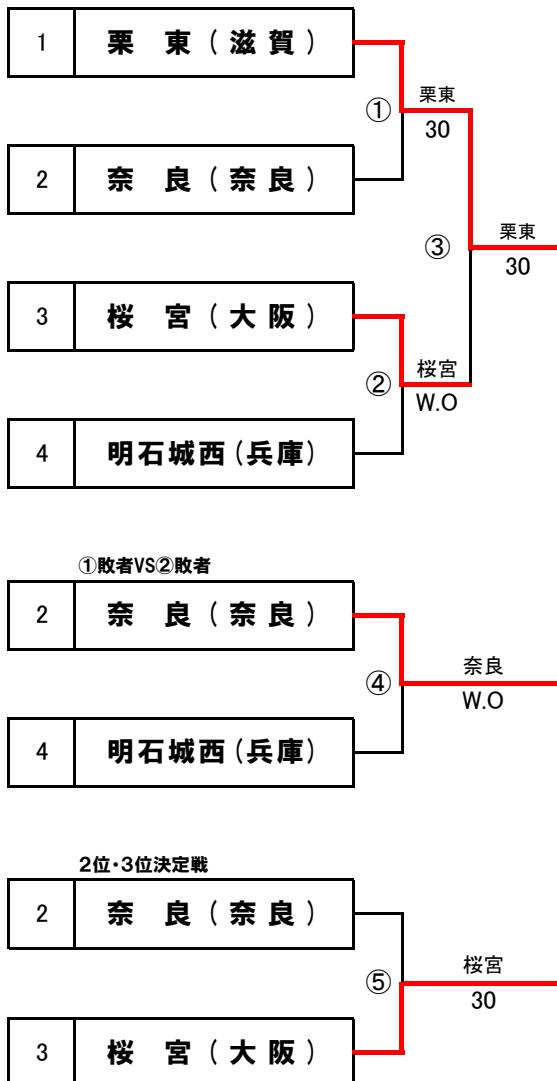 1 栗 東 ( 滋 賀 )
① 栗東
30
2 奈 良 ( 奈 良 )
③ 栗東
30
3 桜 宮 ( 大 阪 )
② 桜宮
W.O
4 明石城西(兵庫)
①敗者VS②敗者
2 奈 良 ( 奈 良 )
④ 奈良
W.O
4 明石城西(兵庫)
2位・3位決定戦
2 奈 良 ( 奈 良 )
⑤ 桜宮
30
3 桜 宮 ( 大 阪 )